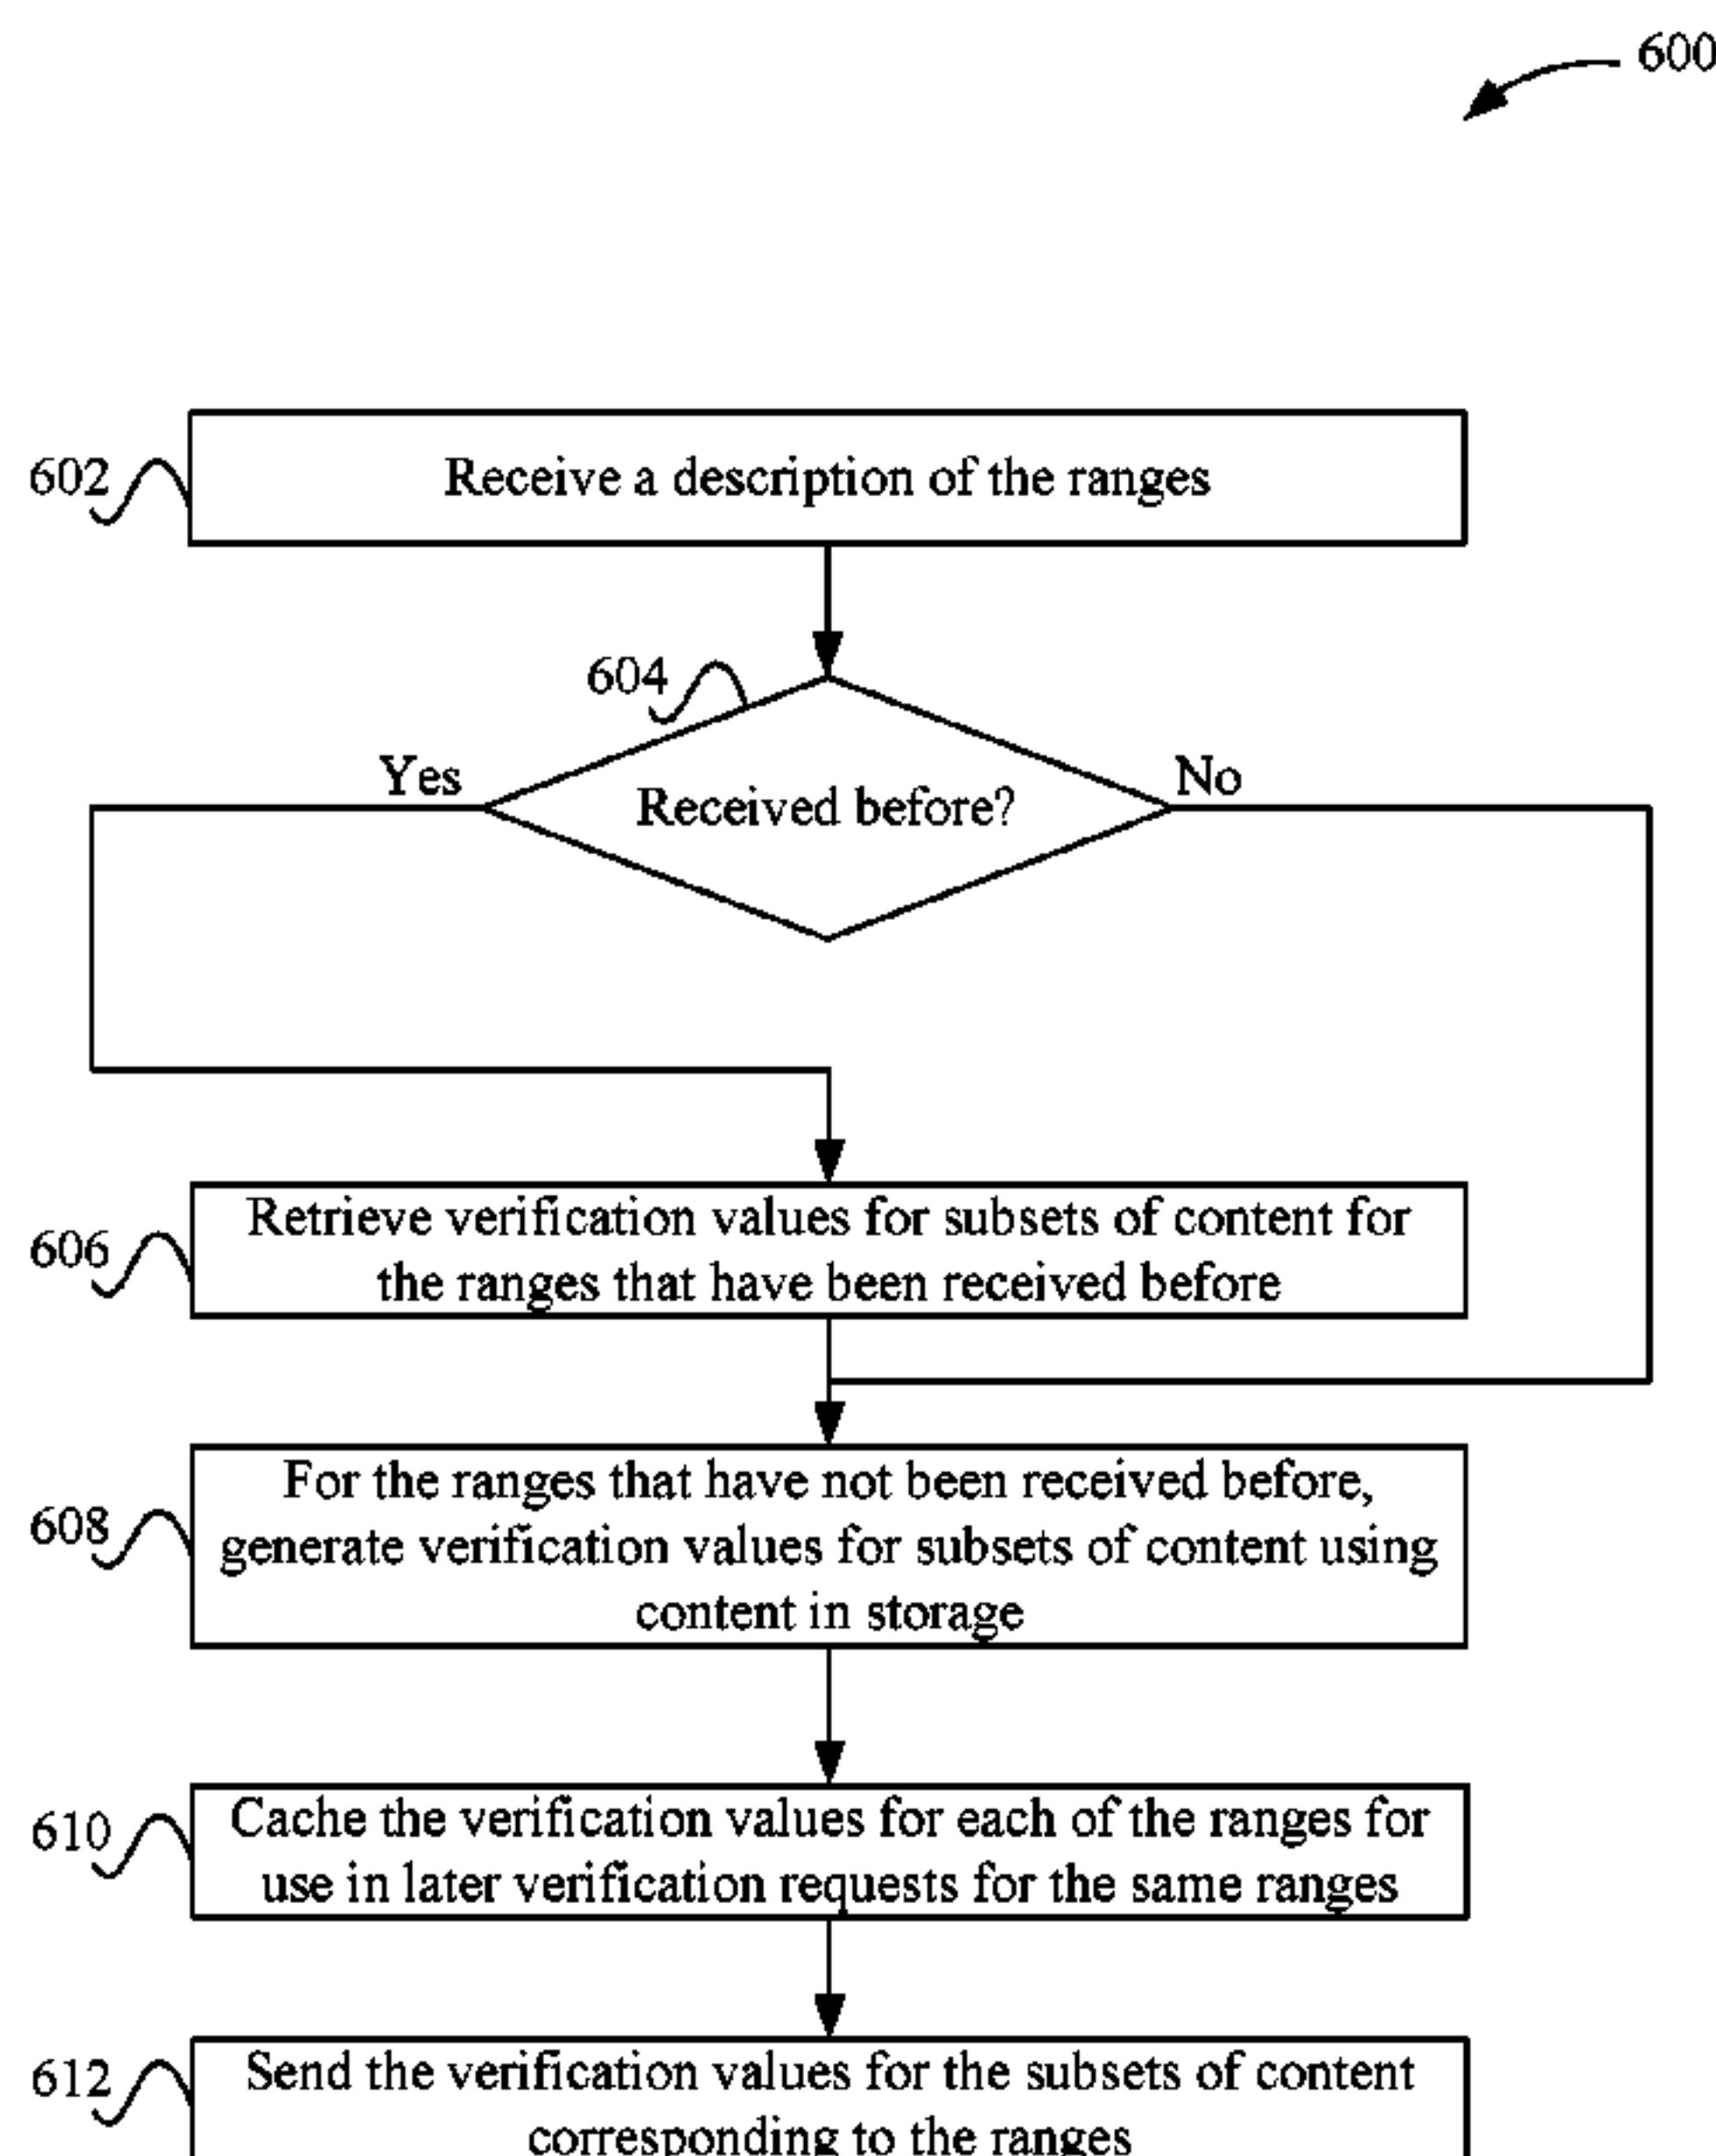 600
602
Receive a description of the ranges
604
Yes
No
Received before?
606
Retrieve verification values for subsets of content for
the ranges that have been received before
608
For the ranges that have not been received before,
generate verification values for subsets of content using
content in storage
610
Cache the verification values for each of the ranges for
use in later verification requests for the same ranges
612
Send the verification values for the subsets of content
corresponding to the ranges